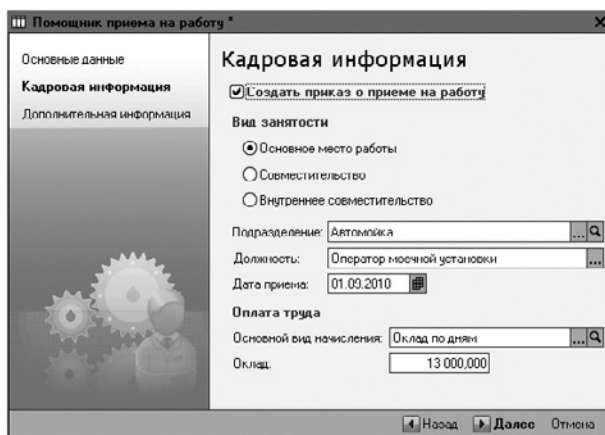 Помощник приема на работу *
Основные данные
Кадровая информация
Дополнительная информация
Кадровая информация
Создать приказ о приеме на работу
Вид занятости
Основное место работы
Совместительство
Внутреннее совместительство
Подразделение: Автомойка ...
Должность: Оператор моечной установки ...
Дата приема: 01.09.2010
Оплата труда
Основной вид начисления: Оклад по дням ...
Оклад: 13 000,000
Назад Далее Отмена